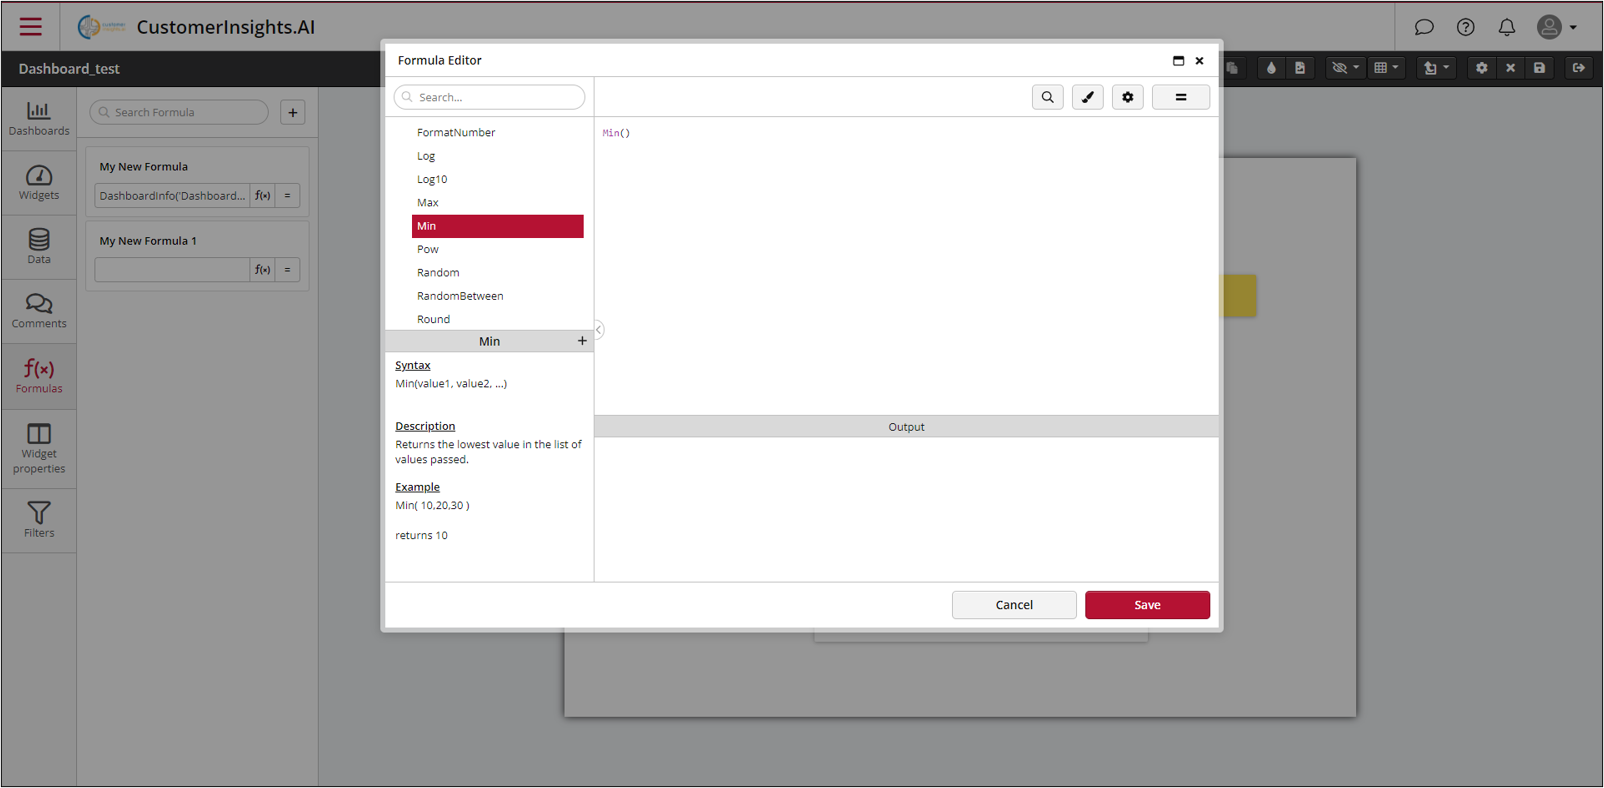 CustomerInsights.AI
Dashboard_test
Dashboards
Widgets
Data
Comments
f(x)
Formulas
Widget
properties
Filters
Search Formula
+
My New Formula
DashboardInfo('Dashboard...
f(x)
=
My New Formula 1
f(x)
=
Formula Editor
Search...
FormatNumber
Log
Log10
Max
Min
Pow
Random
RandomBetween
Round
Min
+
Syntax
Min(value1, value2, ...)
Description
Returns the lowest value in the list of
values passed.
Example
Min( 10,20,30 )
returns 10
=
Min()
Output
Cancel
Save